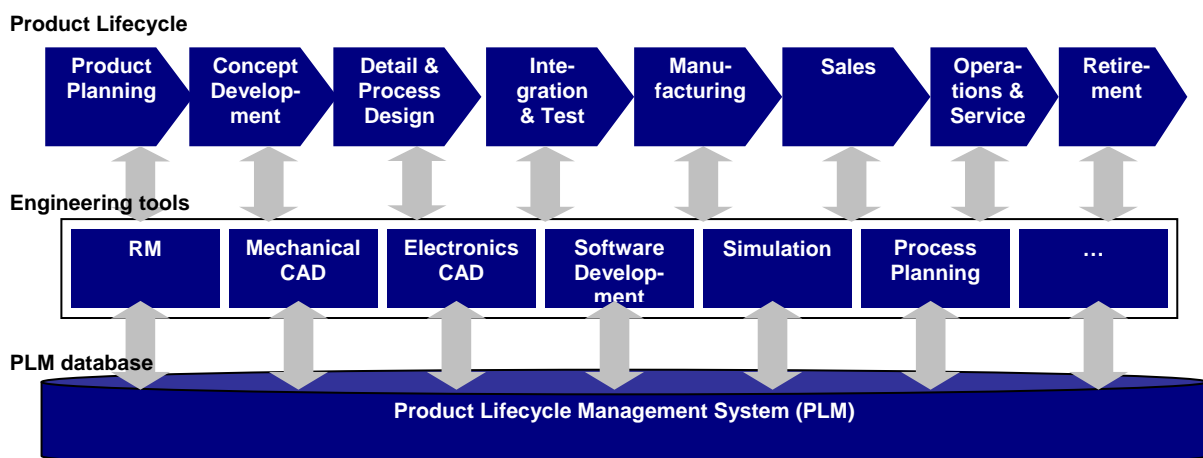 Product Lifecycle
Product
Planning
Concept
Develop-
ment
Detail &
Process
Design
Inte-
gration
& Test
Manu-
facturing
Sales
Opera-
tions &
Service
Retire-
ment
Engineering tools
RM
Mechanical
CAD
Electronics
CAD
Software
Develop-
ment
Simulation
Process
Planning
…
PLM database
Product Lifecycle Management System (PLM)